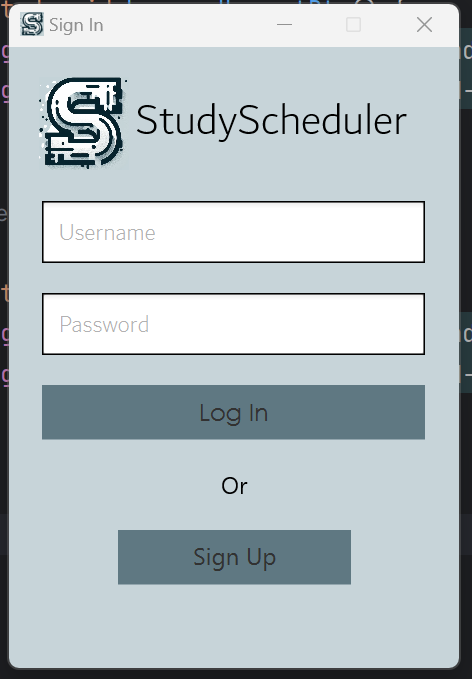 Sign In
StudyScheduler
Username
Password
Log In
Or
Sign Up